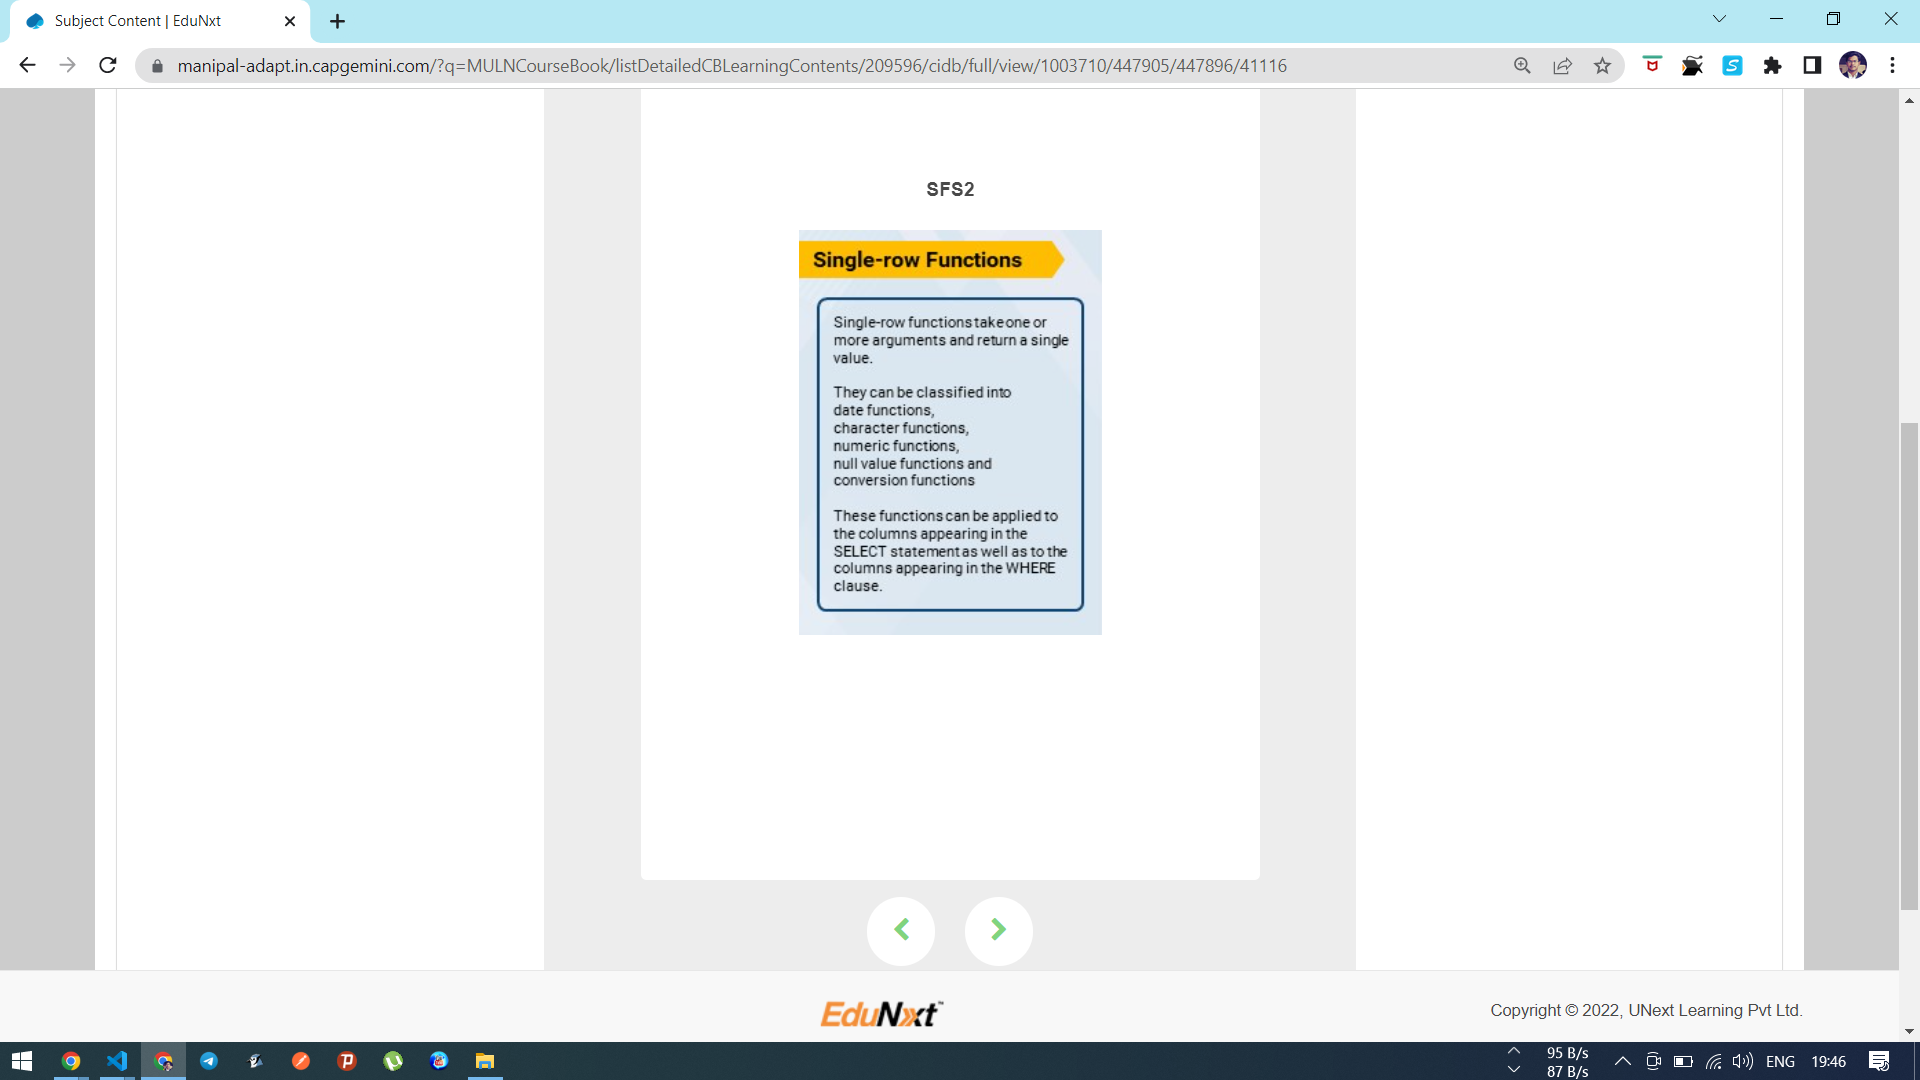 Subject Content | EduNxt
manipal-adapt.in.capgemini.com/?q=MULNCourseBook/listDetailedCBLearningContents/209596/cidb/full/view/1003710/447905/447896/41116
SFS2
Single-row Functions
Single-row functions take one or
more arguments and return a single
value.
They can be classified into
date functions,
character functions,
numeric functions,
null value functions and
conversion functions
These functions can be applied to
the columns appearing in the
SELECT statement as well as to the
columns appearing in the WHERE
clause.
EduNxt™
Copyright © 2022, UNext Learning Pvt Ltd.
95 B/s
87 B/s
ENG
19:46